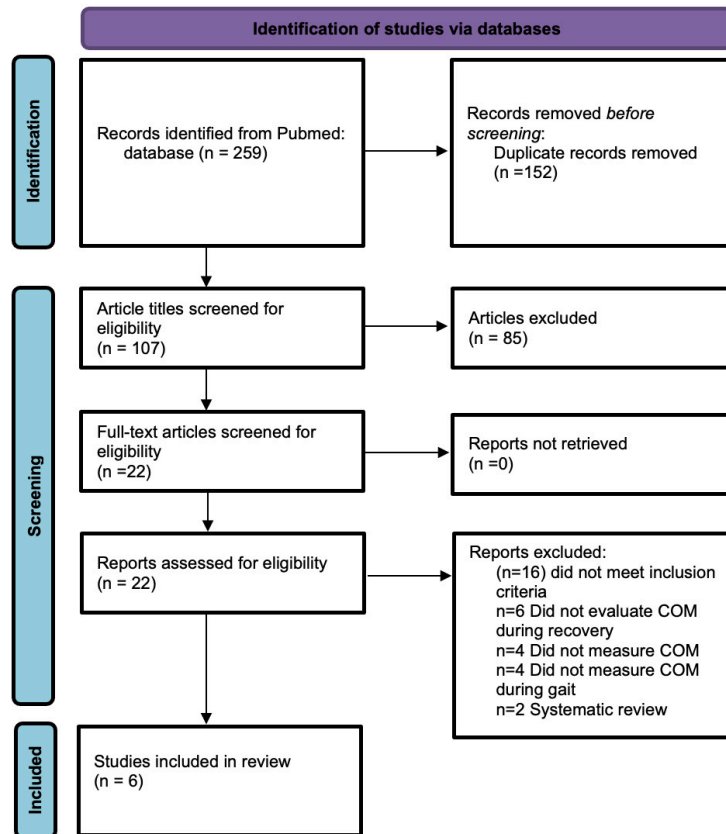 Identification of studies via databases
Identification
Records identified from Pubmed:
database (n = 259)
Records removed before
screening:
Duplicate records removed
(n =152)
Screening
Article titles screened for
eligibility
(n = 107)
Articles excluded
(n = 85)
Full-text articles screened for
eligibility
(n =22)
Reports not retrieved
(n =0)
Reports assessed for eligibility
(n = 22)
Reports excluded:
(n=16) did not meet inclusion
criteria
n=6 Did not evaluate COM
during recovery
n=4 Did not measure COM
n=4 Did not measure COM
during gait
n=2 Systematic review
Included
Studies included in review
(n = 6)